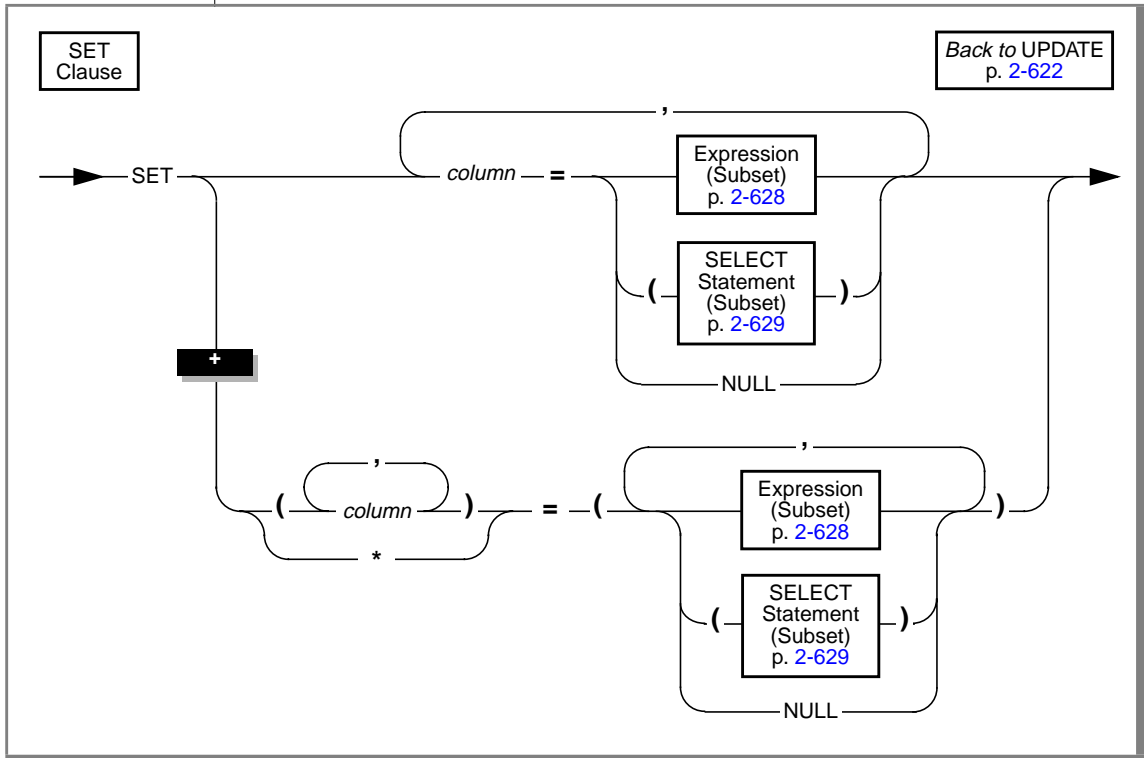 SET
Clause
Back to UPDATE
p. 2-622
,
SET
column
=
Expression
(Subset)
p. 2-628
(
SELECT
Statement
(Subset)
p. 2-629
)
NULL
+
,
( column )
*
=
(
,
Expression
(Subset)
p. 2-628
)
(
SELECT
Statement
(Subset)
p. 2-629
)
NULL